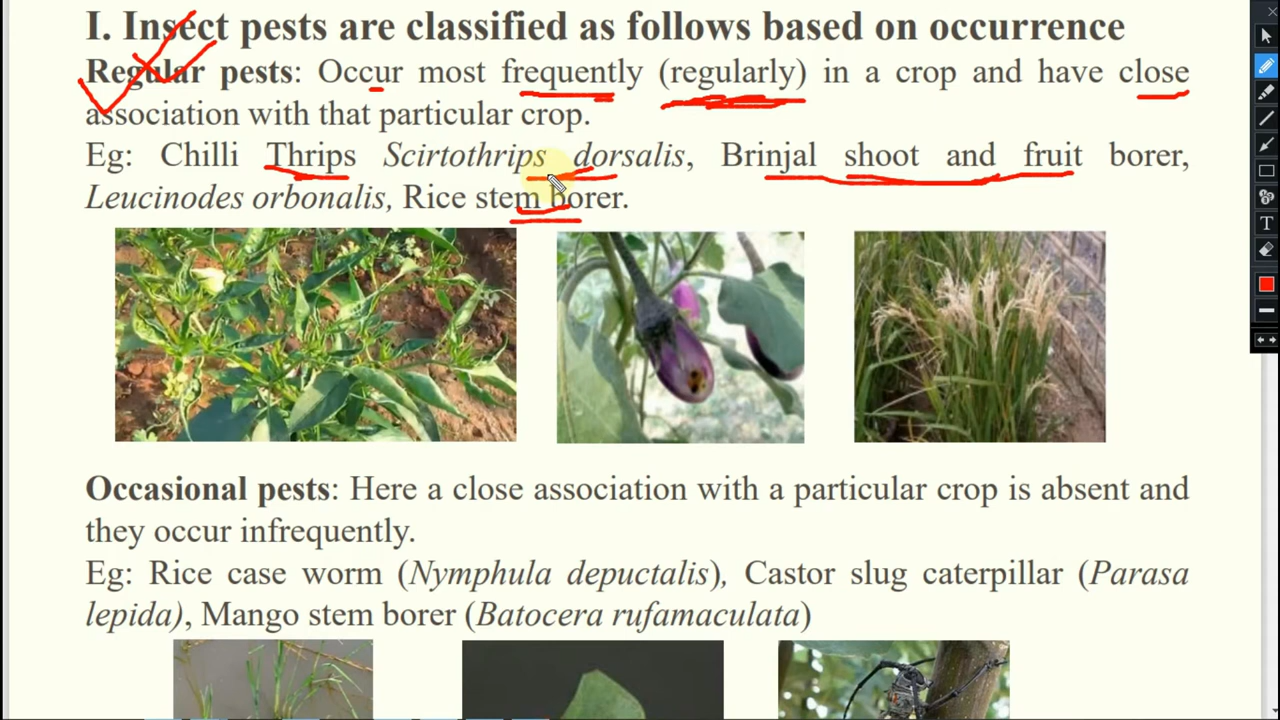 I. Insect pests are classified as follows based on occurrence
Regular pests: Occur most frequently (regularly) in a crop and have close
association with that particular crop.
Eg: Chilli Thrips Scirtothrips dorsalis, Brinjal shoot and fruit borer,
Leucinodes orbonalis, Rice stem borer.
Occasional pests: Here a close association with a particular crop is absent and
they occur infrequently.
Eg: Rice case worm (Nymphula depuctalis), Castor slug caterpillar (Parasa
lepida), Mango stem borer (Batocera rufamaculata)